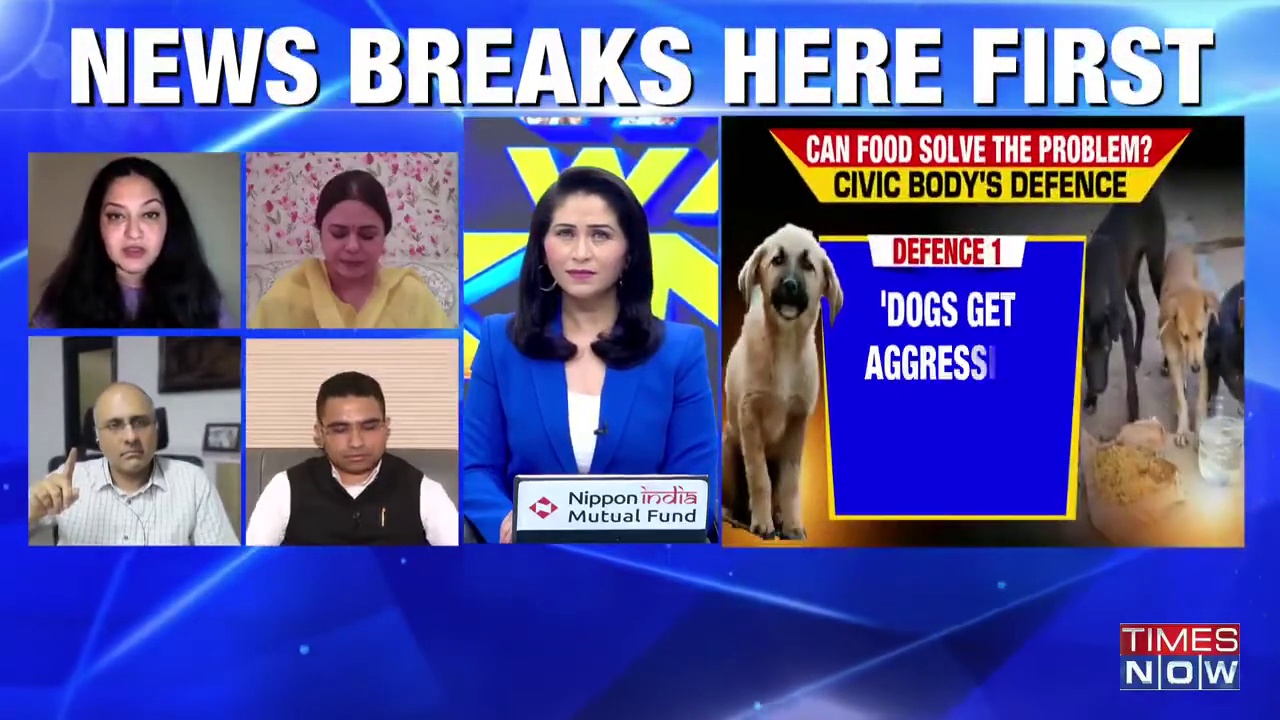 NEWS BREAKS HERE FIRST
CAN FOOD SOLVE THE PROBLEM?
CIVIC BODY'S DEFENCE
DEFENCE 1
'DOGS GET
AGGRESSI
Nippon india
Mutual Fund
TIMES
NOW